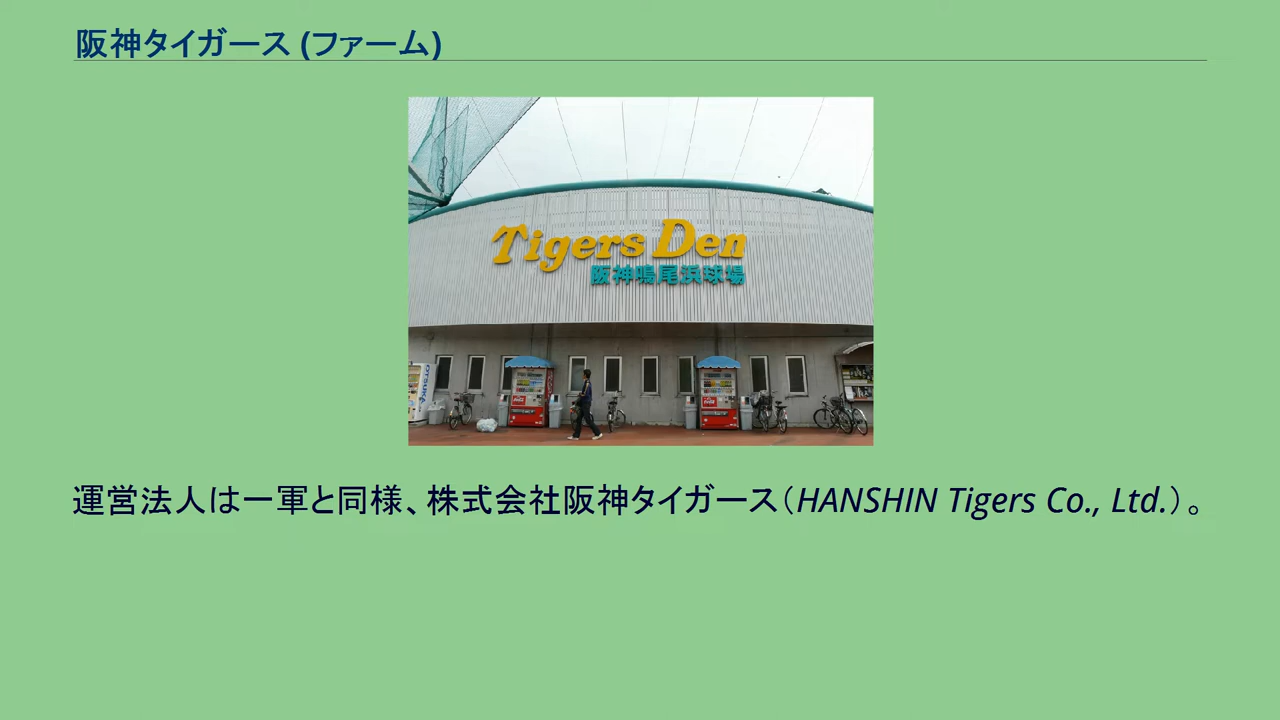 阪神タイガース (ファーム)
Tigers Den
阪神鳴尾浜球場
OTSUKA
運営法人は一軍と同様、株式会社阪神タイガース（HANSHIN Tigers Co., Ltd.）。